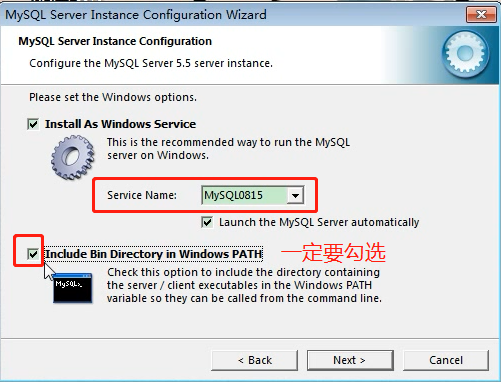 MySQL Server Instance Configuration Wizard
MySQL Server Instance Configuration
Configure the MySQL Server 5.5 server instance.
Please set the Windows options.
Install As Windows Service
This is the recommended way to run the MySQL
server on Windows.
Service Name: MySQL0815
Launch the MySQL Server automatically
Include Bin Directory in Windows PATH 一定要勾选
Check this option to include the directory containing
the server / client executables in the Windows PATH
variable so they can be called from the command line.
MySQL>_
< Back Next > Cancel